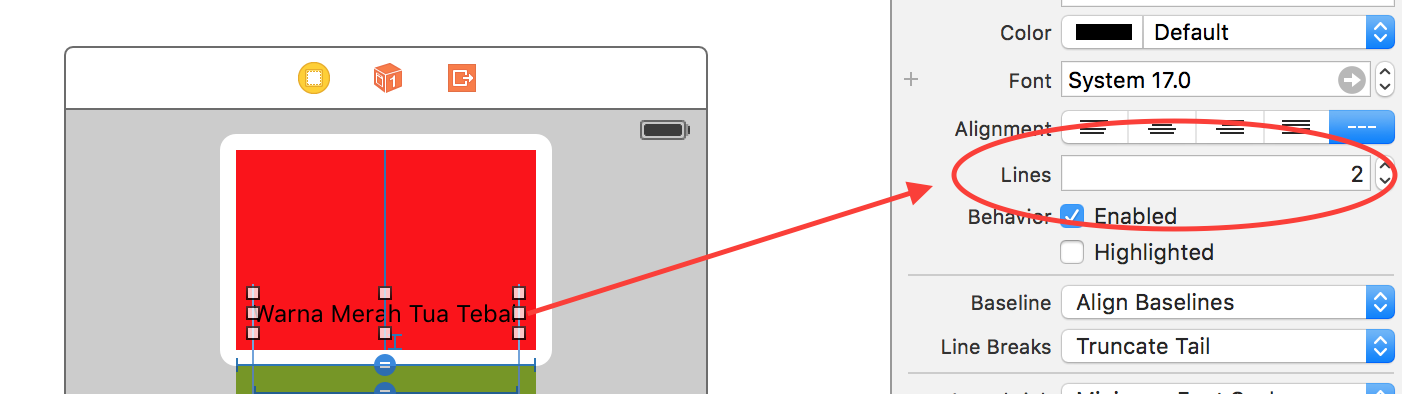 Color Default
Font System 17.0
Alignment ---
Lines 2
Behavior Enabled
Highlighted
Warna Merah Tua Tebal
Baseline Align Baselines
Line Breaks Truncate Tail